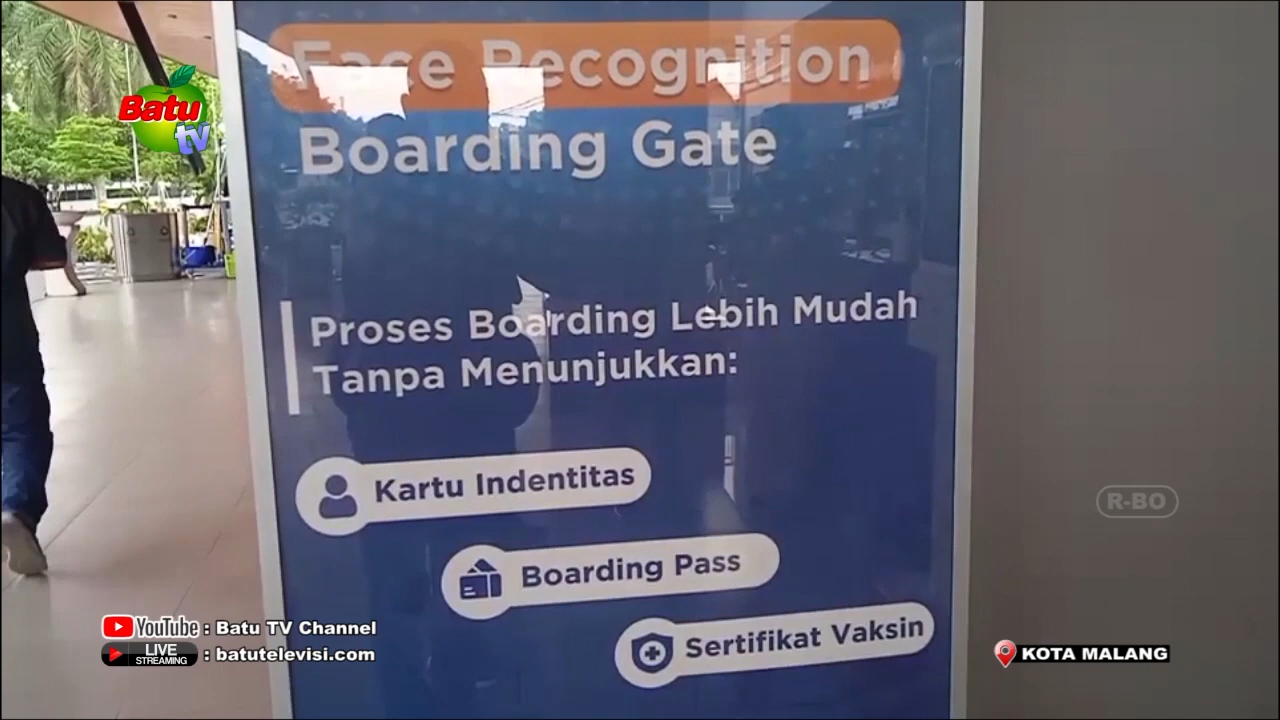 Face Recognition
Boarding Gate
Batu
tv
Proses Boarding Lebih Mudah
Tanpa Menunjukkan:
Kartu Indentitas
R-BO
Boarding Pass
Sertifikat Vaksin
YouTube : Batu TV Channel
LIVE STREAMING : batutelevisi.com
KOTA MALANG